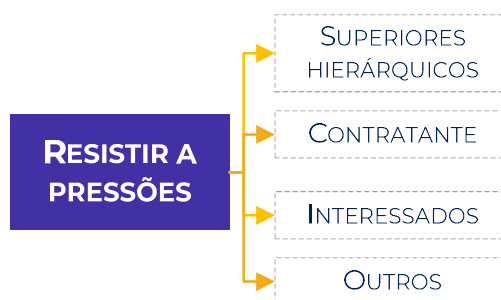 RESISTIR A
PRESSÕES
SUPERIORES
HIERÁRQUICOS
CONTRATANTE
INTERESSADOS
OUTROS